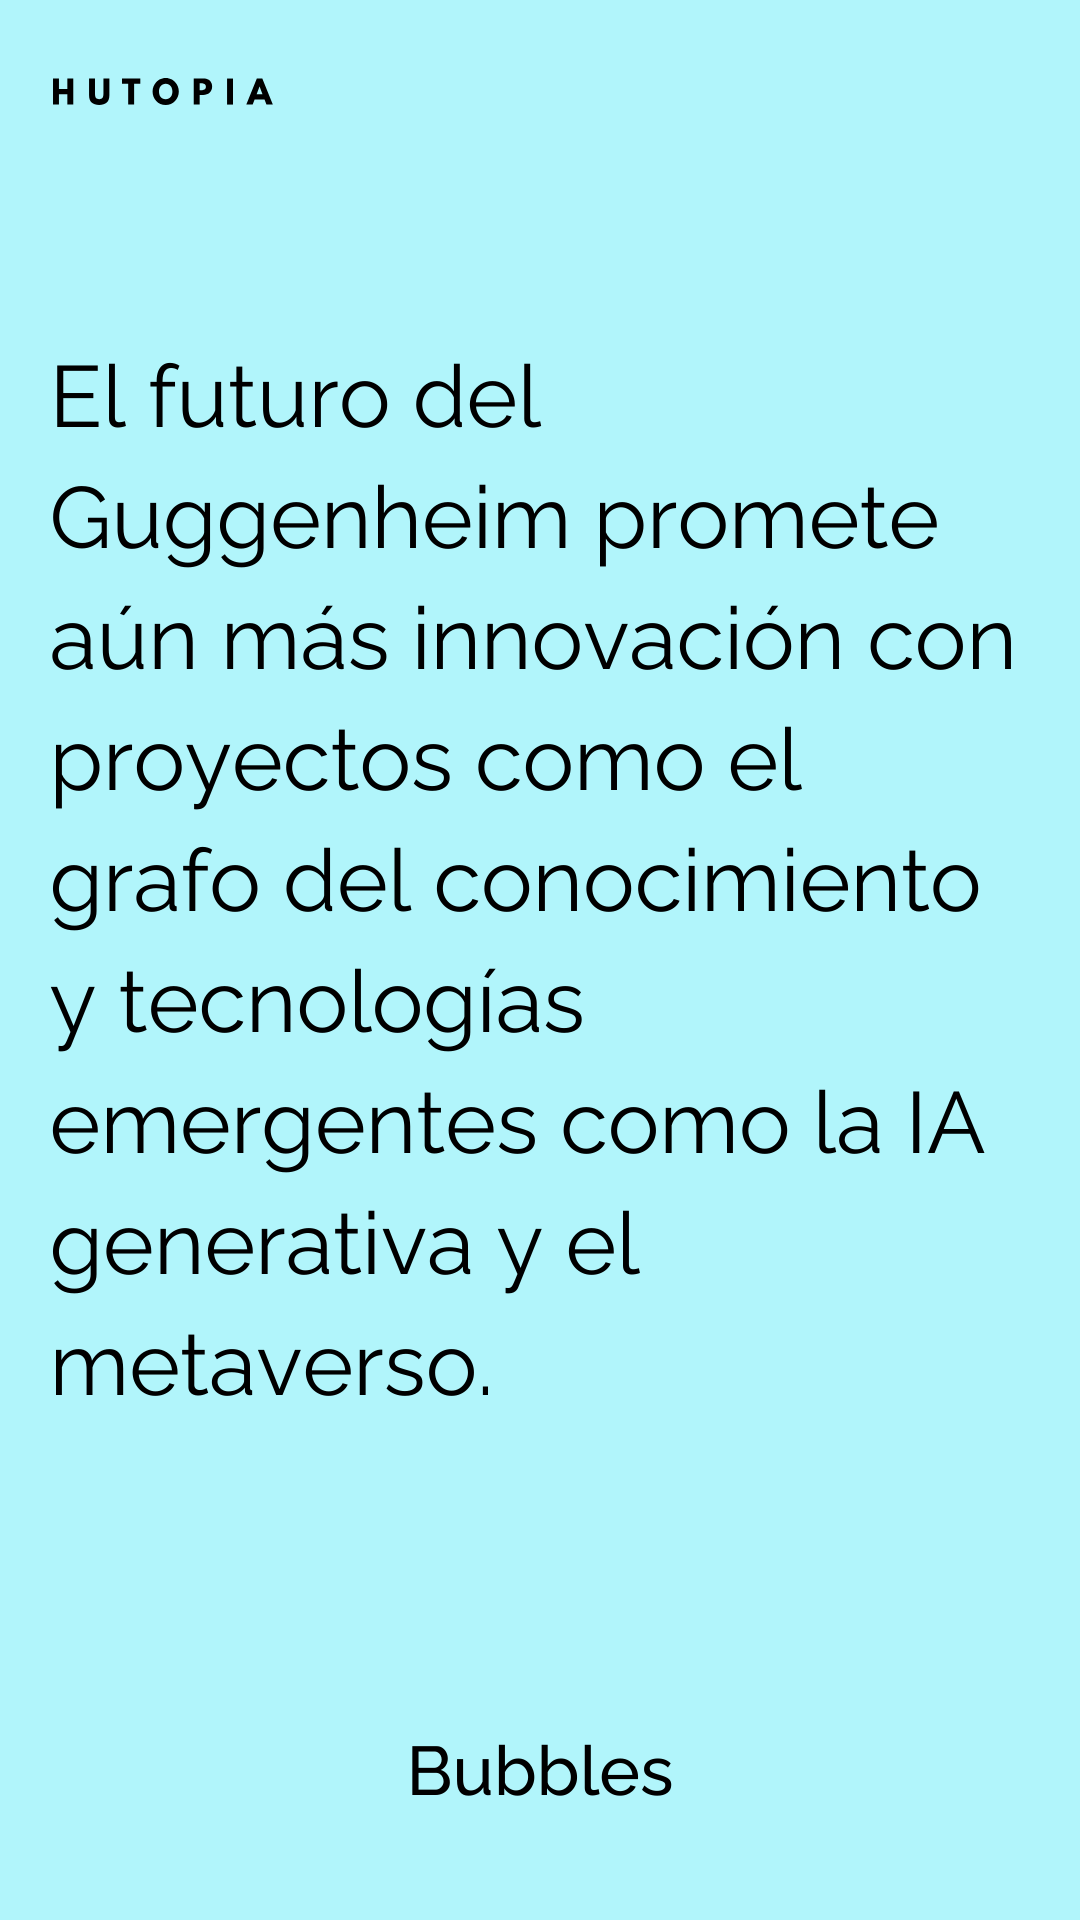 HUTOPIA
El futuro del
Guggenheim promete
aún más innovación con
proyectos como el
grafo del conocimiento
y tecnologías
emergentes como la IA
generativa y el
metaverso.
Bubbles